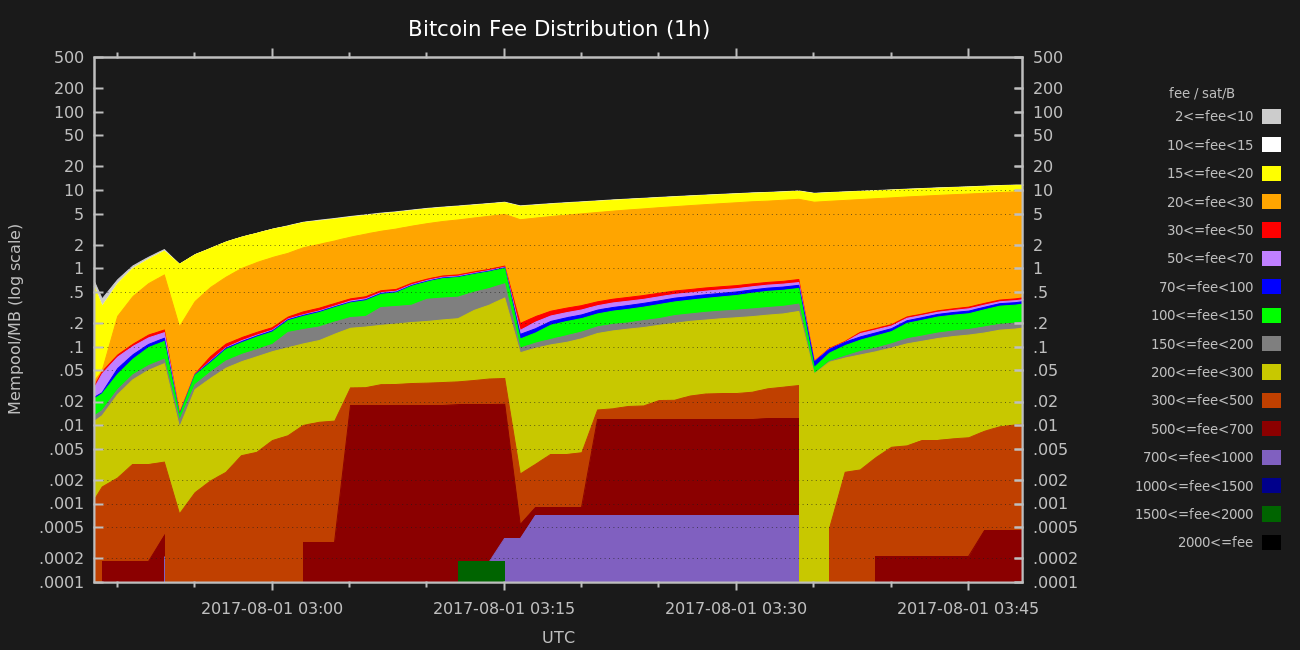 Bitcoin Fee Distribution (1h)
Mempool/MB (log scale)
500
200
100
50
20
10
5
2
1
.5
.2
.1
.05
.02
.01
.005
.002
.001
.0005
.0002
.0001
500
200
100
50
20
10
5
2
1
.5
.2
.1
.05
.02
.01
.005
.002
.001
.0005
.0002
.0001
2017-08-01 03:00
2017-08-01 03:15
2017-08-01 03:30
2017-08-01 03:45
UTC
fee / sat/B
2<=fee<10
10<=fee<15
15<=fee<20
20<=fee<30
30<=fee<50
50<=fee<70
70<=fee<100
100<=fee<150
150<=fee<200
200<=fee<300
300<=fee<500
500<=fee<700
700<=fee<1000
1000<=fee<1500
1500<=fee<2000
2000<=fee